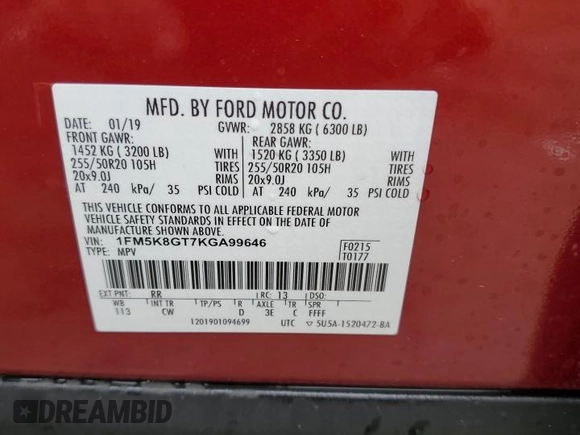 MFD. BY FORD MOTOR CO.
DATE: 01/19 GVWR: 2858 KG ( 6300 LB)
FRONT GAWR: REAR GAWR:
1452 KG ( 3200 LB) WITH 1520 KG ( 3350 LB) WITH
255/50R20 105H TIRES 255/50R20 105H TIRES
20x9.0J RIMS 20x9.0J RIMS
AT 240 kPa/ 35 PSI COLD AT 240 kPa/ 35 PSI COLD
THIS VEHICLE CONFORMS TO ALL APPLICABLE FEDERAL MOTOR
VEHICLE SAFETY AND BUMPER STANDARDS IN EFFECT ON THE DATE OF
MANUFACTURE SHOWN ABOVE.
VIN: 1FM5K8GT7KGA99646 F0215
TYPE: MPV T0177
EXT PNT: RR RC: 13 DSO:
WB INT TR TP/PS R AXLE TR SPR
113 CW D 3E C FFFF
1201901094699 UTC ▽ 5U5A-1520472-BA
DREAMBID